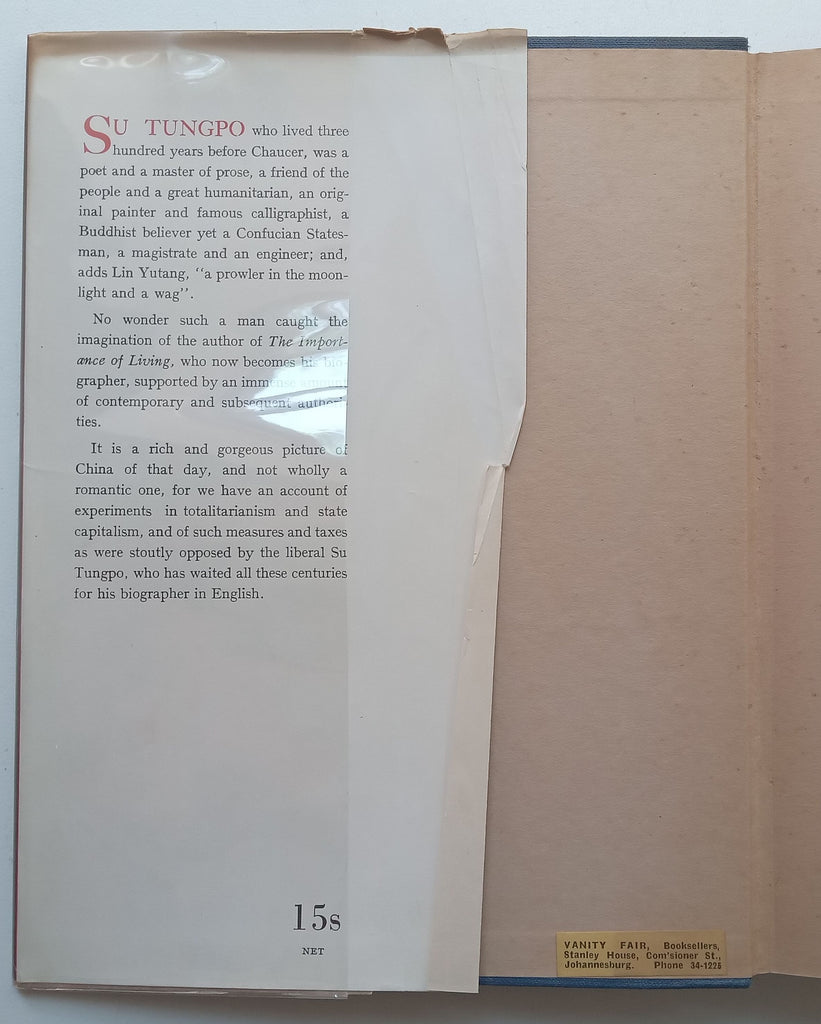 SU TUNGPO who lived three
hundred years before Chaucer, was a
poet and a master of prose, a friend of the
people and a great humanitarian, an orig-
inal painter and famous calligraphist, a
Buddhist believer yet a Confucian States-
man, a magistrate and an engineer; and,
adds Lin Yutang, "a prowler in the moon-
light and a wag".
No wonder such a man caught the
imagination of the author of The Import-
ance of Living, who now becomes his bio-
grapher, supported by an immense amount
of contemporary and subsequent authori-
ties.
It is a rich and gorgeous picture of
China of that day, and not wholly a
romantic one, for we have an account of
experiments in totalitarianism and state
capitalism, and of such measures and taxes
as were stoutly opposed by the liberal Su
Tungpo, who has waited all these centuries
for his biographer in English.
15s
NET
VANITY FAIR, Booksellers,
Stanley House, Com'sioner St.,
Johannesburg. Phone 34-1225